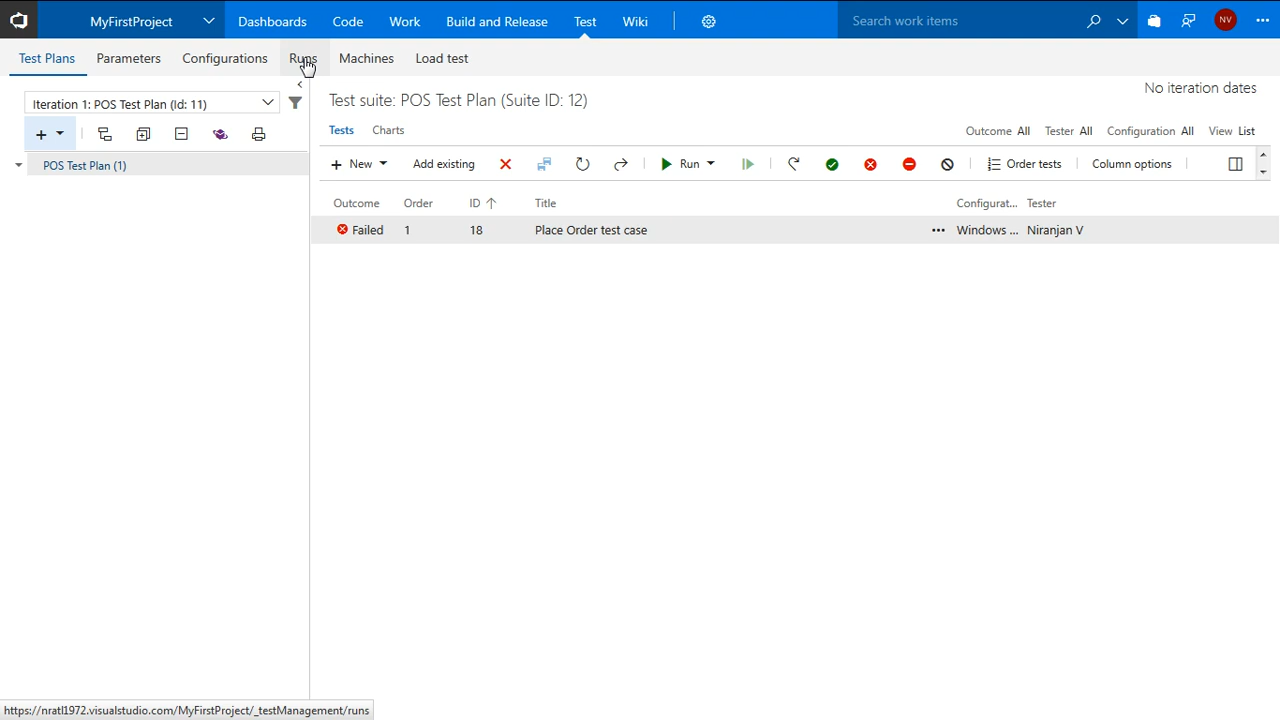 MyFirstProject Dashboards Code Work Build and Release Test Wiki Search work items NV
Test Plans Parameters Configurations Runs Machines Load test
No iteration dates
Iteration 1: POS Test Plan (Id: 11)
Test suite: POS Test Plan (Suite ID: 12)
Tests Charts Outcome All Tester All Configuration All View List
POS Test Plan (1)
New Add existing Run Order tests Column options
Outcome Order ID Title Configurat... Tester
Failed 1 18 Place Order test case Windows ... Niranjan V
https://nratl1972.visualstudio.com/MyFirstProject/_testManagement/runs